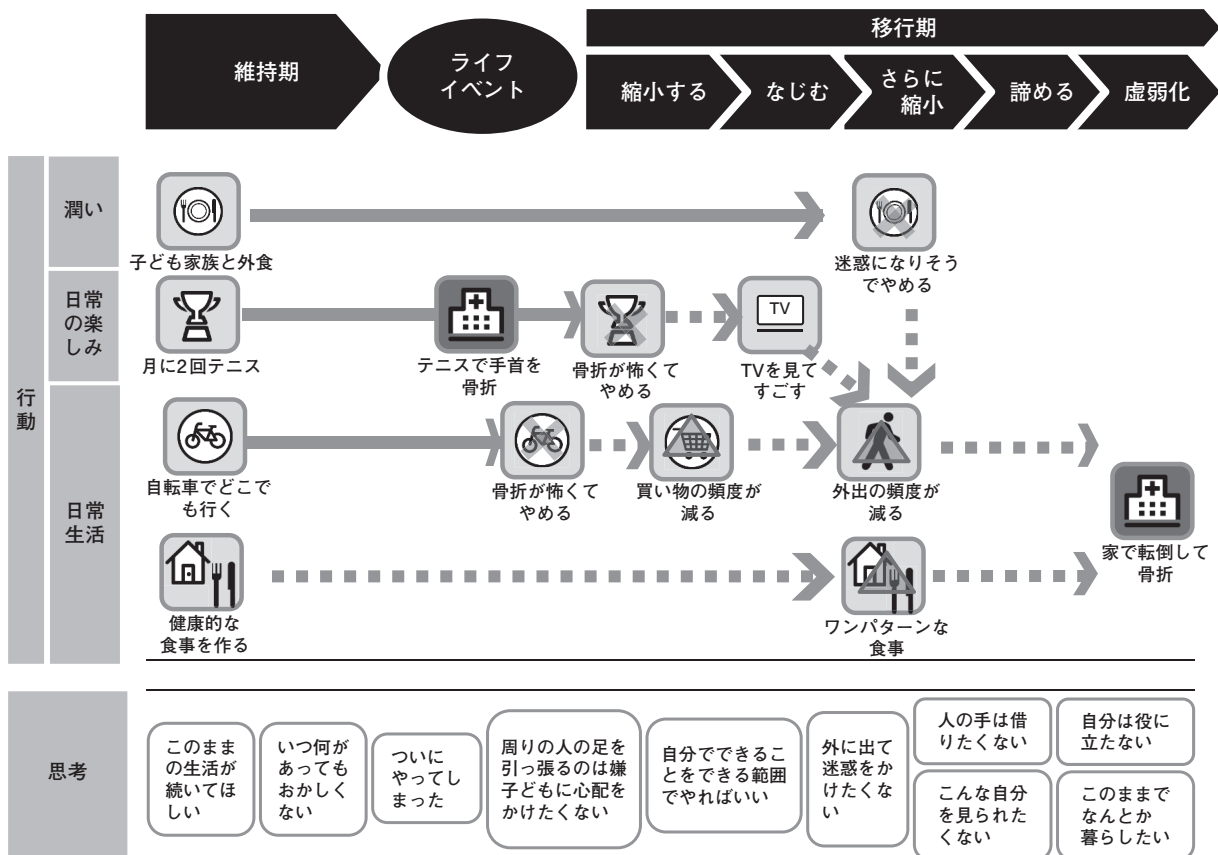 維持期
ライフ
イベント
移行期
縮小する
なじむ
さらに
縮小
諦める
虚弱化
行動
潤い
子ども家族と外食
迷惑になりそう
でやめる
日常
の楽
しみ
月に2回テニス
テニスで手首を
骨折
骨折が怖くて
やめる
TV
TVを見て
すごす
日常
生活
自転車でどこで
も行く
骨折が怖くて
やめる
買い物の頻度が
減る
外出の頻度が
減る
家で転倒して
骨折
健康的な
食事を作る
ワンパターンな
食事
思考
このまま
の生活が
続いてほ
しい
いつ何が
あっても
おかしく
ない
ついに
やってし
まった
周りの人の足を
引っ張るのは嫌
子どもに心配を
かけたくない
自分でできるこ
とをできる範囲
でやればいい
外に出て
迷惑をか
けたくな
い
人の手は借
りたくない
こんな自分
を見られた
くない
自分は役に
立たない
このままで
なんとか
暮らしたい